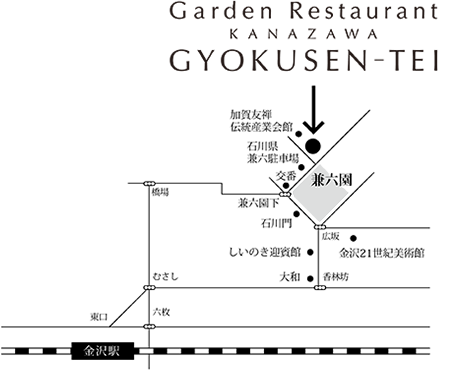 Garden Restaurant
KANAZAWA
GYOKUSEN-TEI
加賀友禅
伝統産業会館
石川県
兼六駐車場
交番
兼六園
橋場
兼六園下
石川門
広坂
しいのき迎賓館
金沢21世紀美術館
むさし
大和
香林坊
東口
六枚
金沢駅